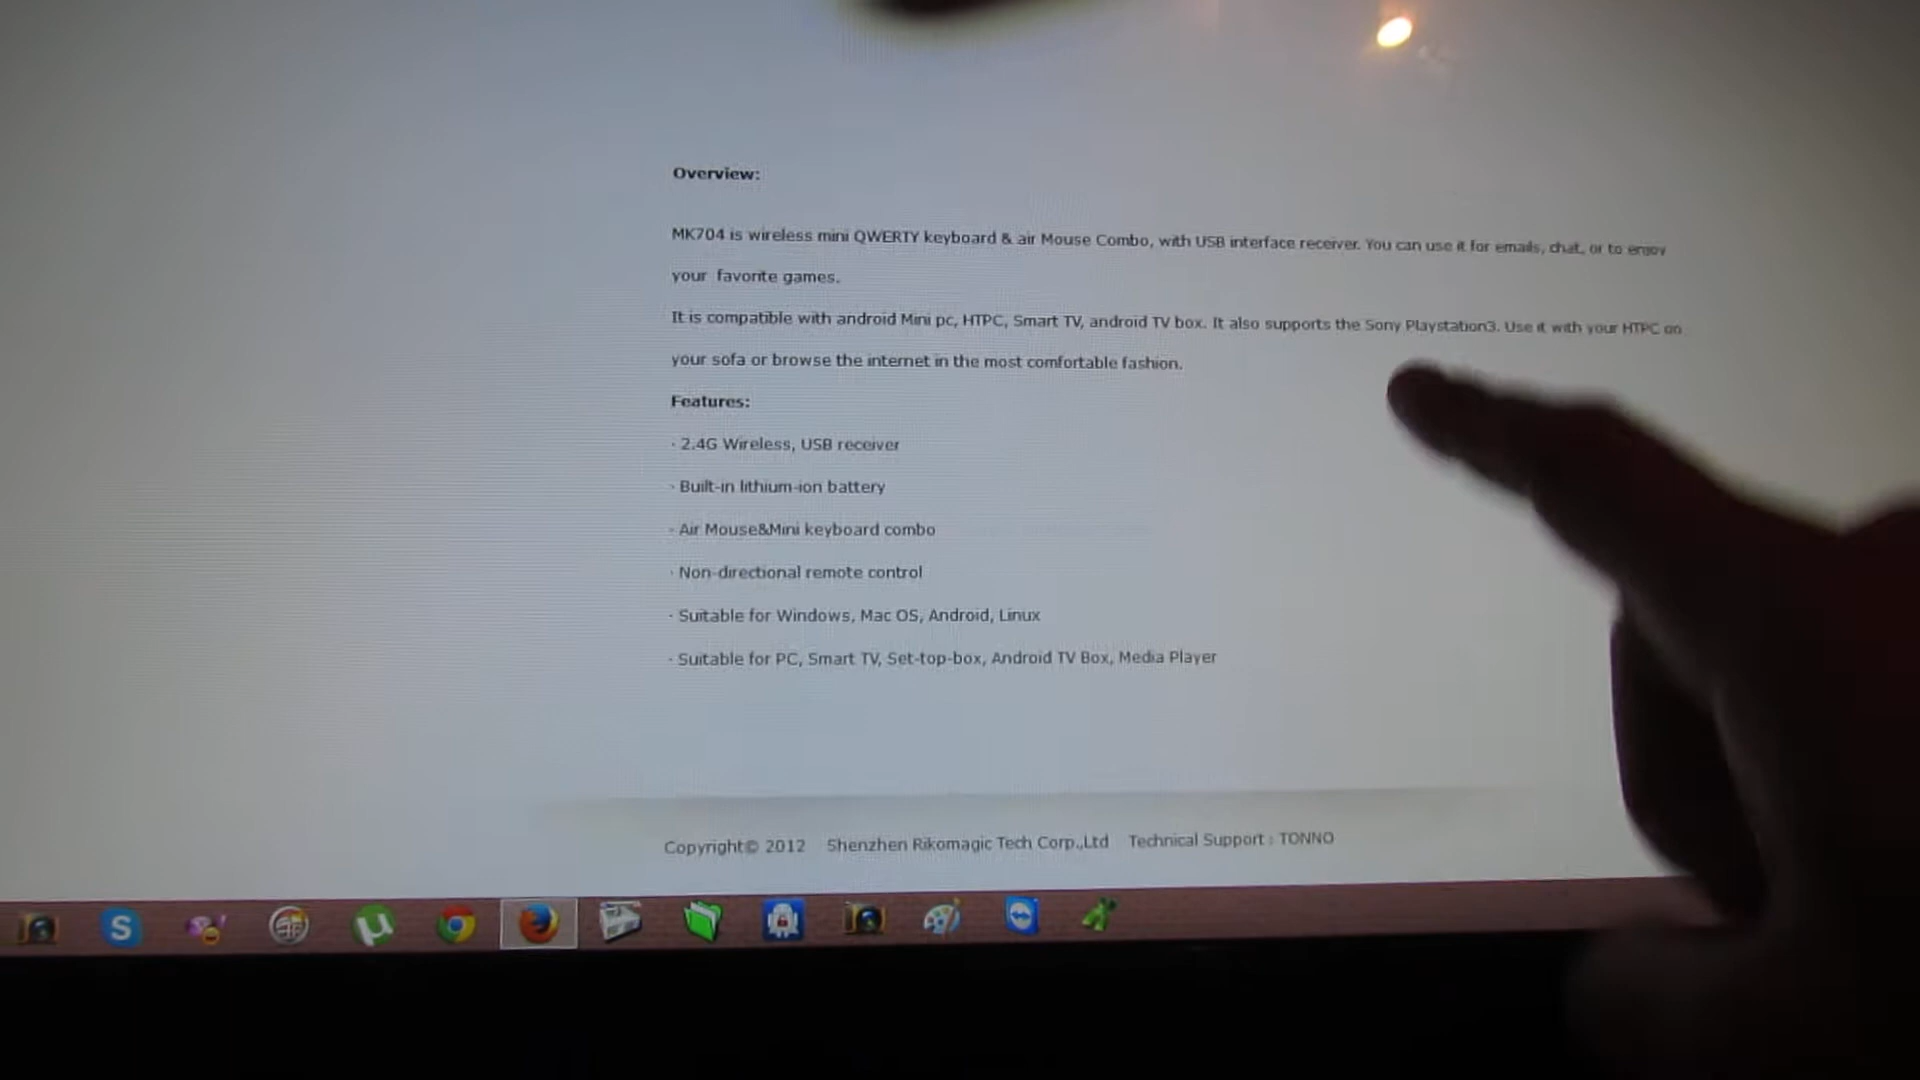 Overview:
MK704 is wireless mini QWERTY keyboard & air Mouse Combo, with USB interface receiver. You can use it for emails, chat, or to enjoy
your favorite games.
It is compatible with android Mini pc, HTPC, Smart TV, android TV box. It also supports the Sony Playstation3. Use it with your HTPC on
your sofa or browse the internet in the most comfortable fashion.
Features:
· 2.4G Wireless, USB receiver
· Built-in lithium-ion battery
· Air Mouse&Mini keyboard combo
· Non-directional remote control
· Suitable for Windows, Mac OS, Android, Linux
· Suitable for PC, Smart TV, Set-top-box, Android TV Box, Media Player
Copyright© 2012 Shenzhen Rikomagic Tech Corp.,Ltd Technical Support : TONNO